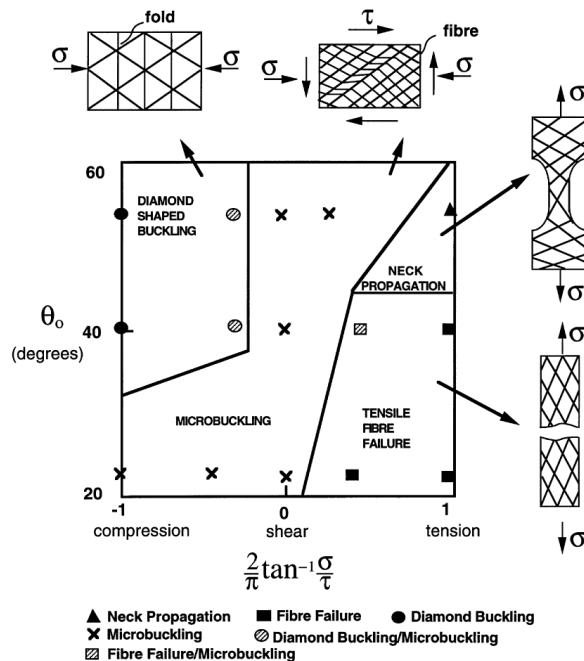 fold
τ
fibre
σ
σ
σ
σ
σ
60
DIAMOND
SHAPED
BUCKLING
NECK
PROPAGATION
σ
θo
(degrees)
40
σ
MICROBUCKLING
TENSILE
FIBRE
FAILURE
20
-1
0
1
compression
shear
tension
σ
2/π tan⁻¹ σ/τ
▲ Neck Propagation ■ Fibre Failure ● Diamond Buckling
✕ Microbuckling Diamond Buckling/Microbuckling
Fibre Failure/Microbuckling